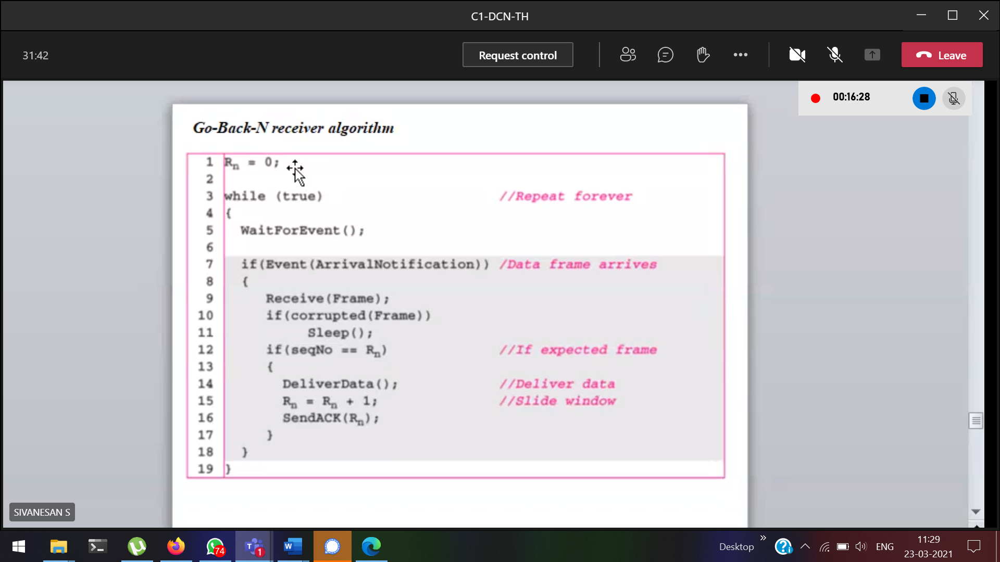 C1-DCN-TH
31:42
Request control
Leave
00:16:28
Go-Back-N receiver algorithm
1 Rn = 0;
2
3 while (true) //Repeat forever
4 {
5 WaitForEvent();
6
7 if(Event(ArrivalNotification)) /Data frame arrives
8 {
9 Receive(Frame);
10 if(corrupted(Frame))
11 Sleep();
12 if(seqNo == Rn) //If expected frame
13 {
14 DeliverData(); //Deliver data
15 Rn = Rn + 1; //Slide window
16 SendACK(Rn);
17 }
18 }
19 }
SIVANESAN S
74
T
1
W
Desktop
ENG
11:29
23-03-2021